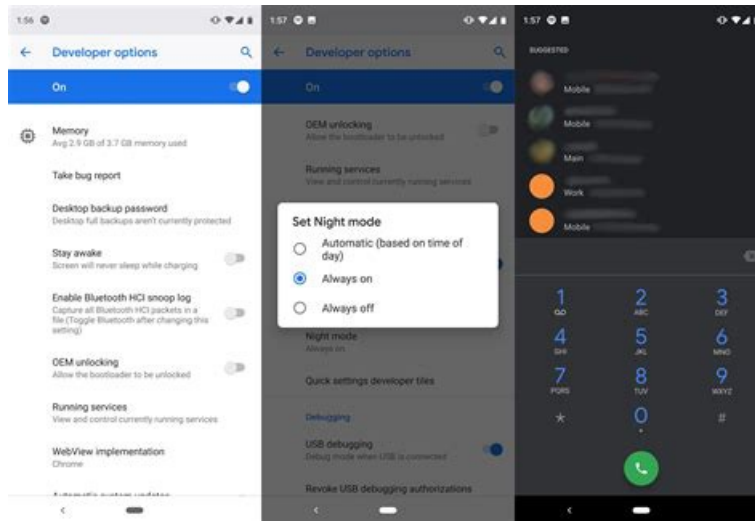 1:56
Developer options
On
Memory
Avg 2.9 GB of 3.7 GB memory used
Take bug report
Desktop backup password
Desktop full backups aren't currently protected
Stay awake
Screen will never sleep while charging
Enable Bluetooth HCI snoop log
Capture all Bluetooth HCI packets in a
file (Toggle Bluetooth after changing this
setting)
OEM unlocking
Allow the bootloader to be unlocked
Running services
View and control currently running services
WebView implementation
Chrome
Automatic system updates
1:57
Developer options
On
OEM unlocking
Allow the bootloader to be unlocked
Running services
View and control currently running services
Set Night mode
Automatic (based on time of
day)
Always on
Always off
Night mode
Always on
Quick settings developer tiles
Debugging
USB debugging
Debug mode when USB is connected
Revoke USB debugging authorizations
1:57
SUGGESTED
Mobile
Mobile
Main
Work
Mobile
1 2 3
ABC DEF
4 5 6
GHI JKL MNO
7 8 9
PQRS TUV WXYZ
* 0 #
+